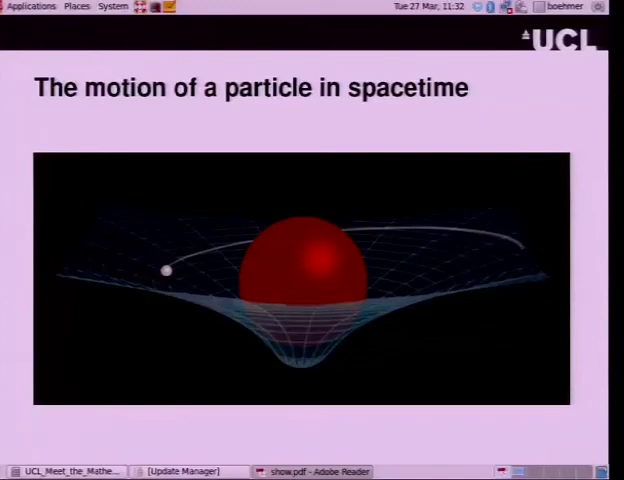 Applications Places System Tue 27 Mar, 11:32 boehmer
UCL
The motion of a particle in spacetime
UCL_Meet_the_Mathe... [Update Manager] show.pdf - Adobe Reader